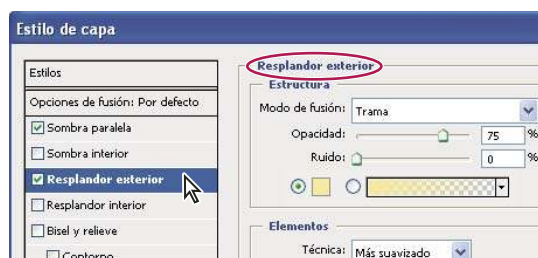 Estilo de capa
Estilos
Opciones de fusión: Por defecto
Sombra paralela
Sombra interior
Resplandor exterior
Resplandor interior
Bisel y relieve
Contorno
Resplandor exterior
Estructura
Modo de fusión: Trama
Opacidad: 75 %
Ruido: 0 %
Elementos
Técnica: Más suavizado